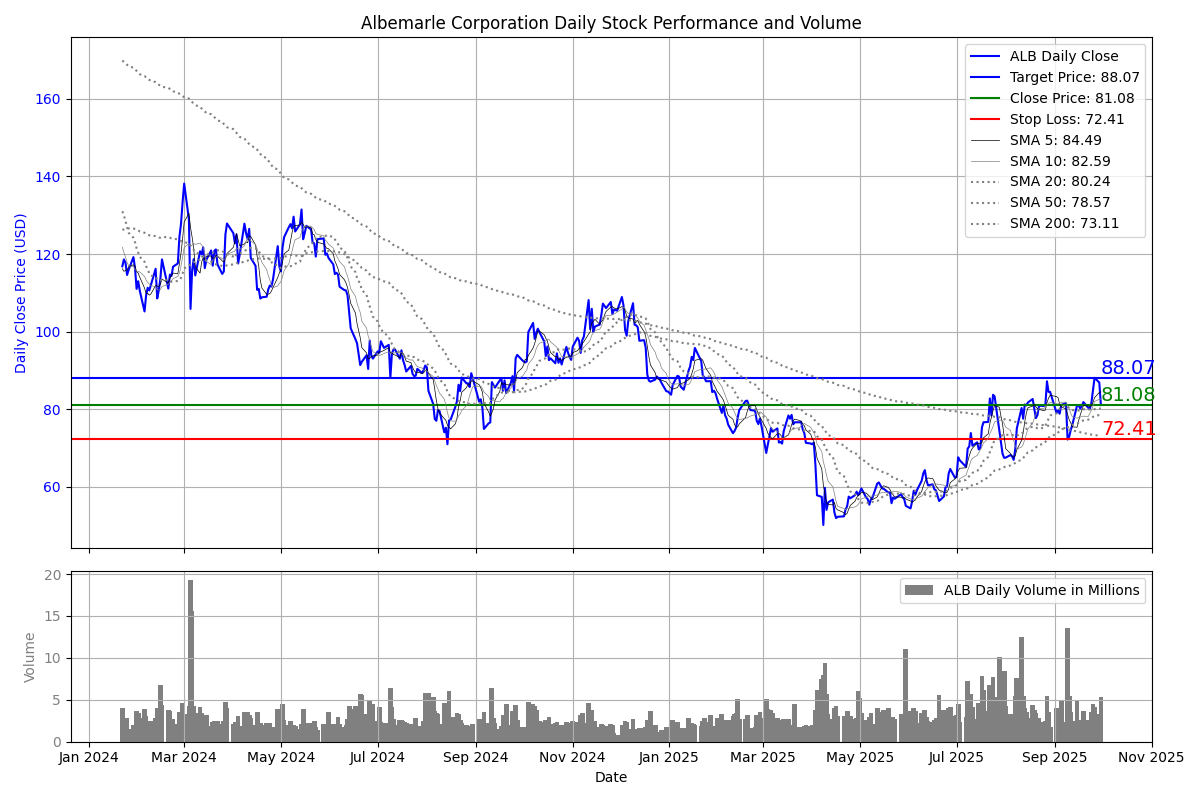 Albemarle Corporation Daily Stock Performance and Volume
Daily Close Price (USD)
160
140
120
100
80
60
ALB Daily Close
Target Price: 88.07
Close Price: 81.08
Stop Loss: 72.41
SMA 5: 84.49
SMA 10: 82.59
SMA 20: 80.24
SMA 50: 78.57
SMA 200: 73.11
88.07
81.08
72.41
Volume
20
15
10
5
0
ALB Daily Volume in Millions
Jan 2024 Mar 2024 May 2024 Jul 2024 Sep 2024 Nov 2024 Jan 2025 Mar 2025 May 2025 Jul 2025 Sep 2025 Nov 2025
Date